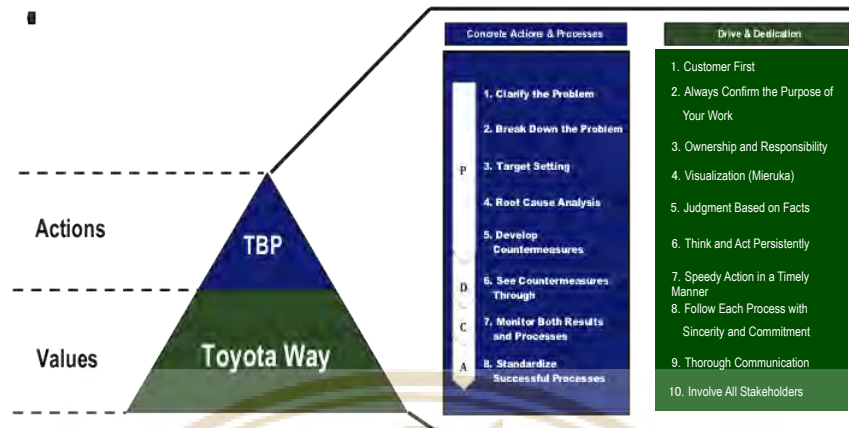 Concrete Actions & Processes
Drive & Dedication
Actions
Values
TBP
Toyota Way
P
D
C
A
1. Clarify the Problem
2. Break Down the Problem
3. Target Setting
4. Root Cause Analysis
5. Develop
Countermeasures
6. See Countermeasures
Through
7. Monitor Both Results
and Processes
8. Standardize
Successful Processes
1. Customer First
2. Always Confirm the Purpose of
Your Work
3. Ownership and Responsibility
4. Visualization (Mieruka)
5. Judgment Based on Facts
6. Think and Act Persistently
7. Speedy Action in a Timely
Manner
8. Follow Each Process with
Sincerity and Commitment
9. Thorough Communication
10. Involve All Stakeholders